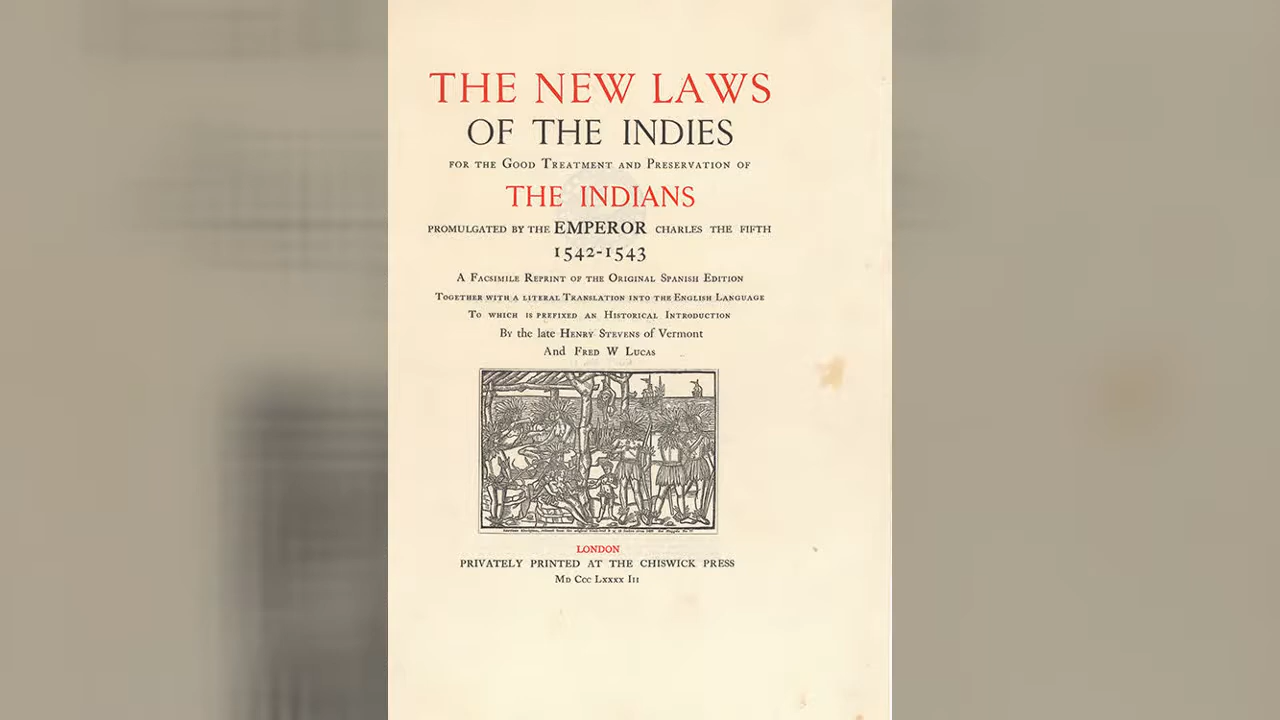 THE NEW LAWS
OF THE INDIES
FOR THE GOOD TREATMENT AND PRESERVATION OF
THE INDIANS
PROMULGATED BY THE EMPEROR CHARLES THE FIFTH
1542-1543
A FACSIMILE REPRINT OF THE ORIGINAL SPANISH EDITION
TOGETHER WITH A LITERAL TRANSLATION INTO THE ENGLISH LANGUAGE
TO WHICH IS PREFIXED AN HISTORICAL INTRODUCTION
By the late HENRY STEVENS of Vermont
And FRED W LUCAS
LONDON
PRIVATELY PRINTED AT THE CHISWICK PRESS
MD CCC LXXXX III